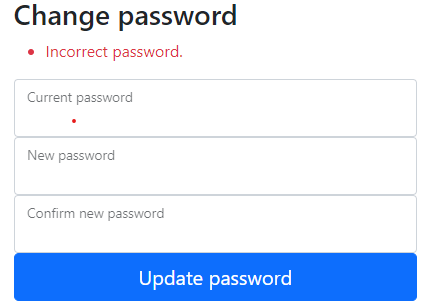 Change password
• Incorrect password.
Current password
New password
Confirm new password
Update password